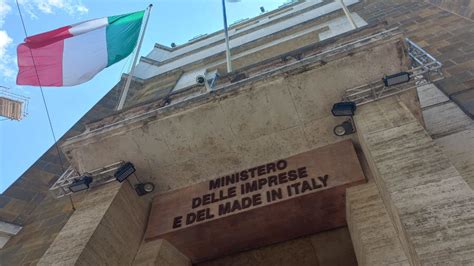 MINISTERO
DELLE IMPRESE
E DEL MADE IN ITALY